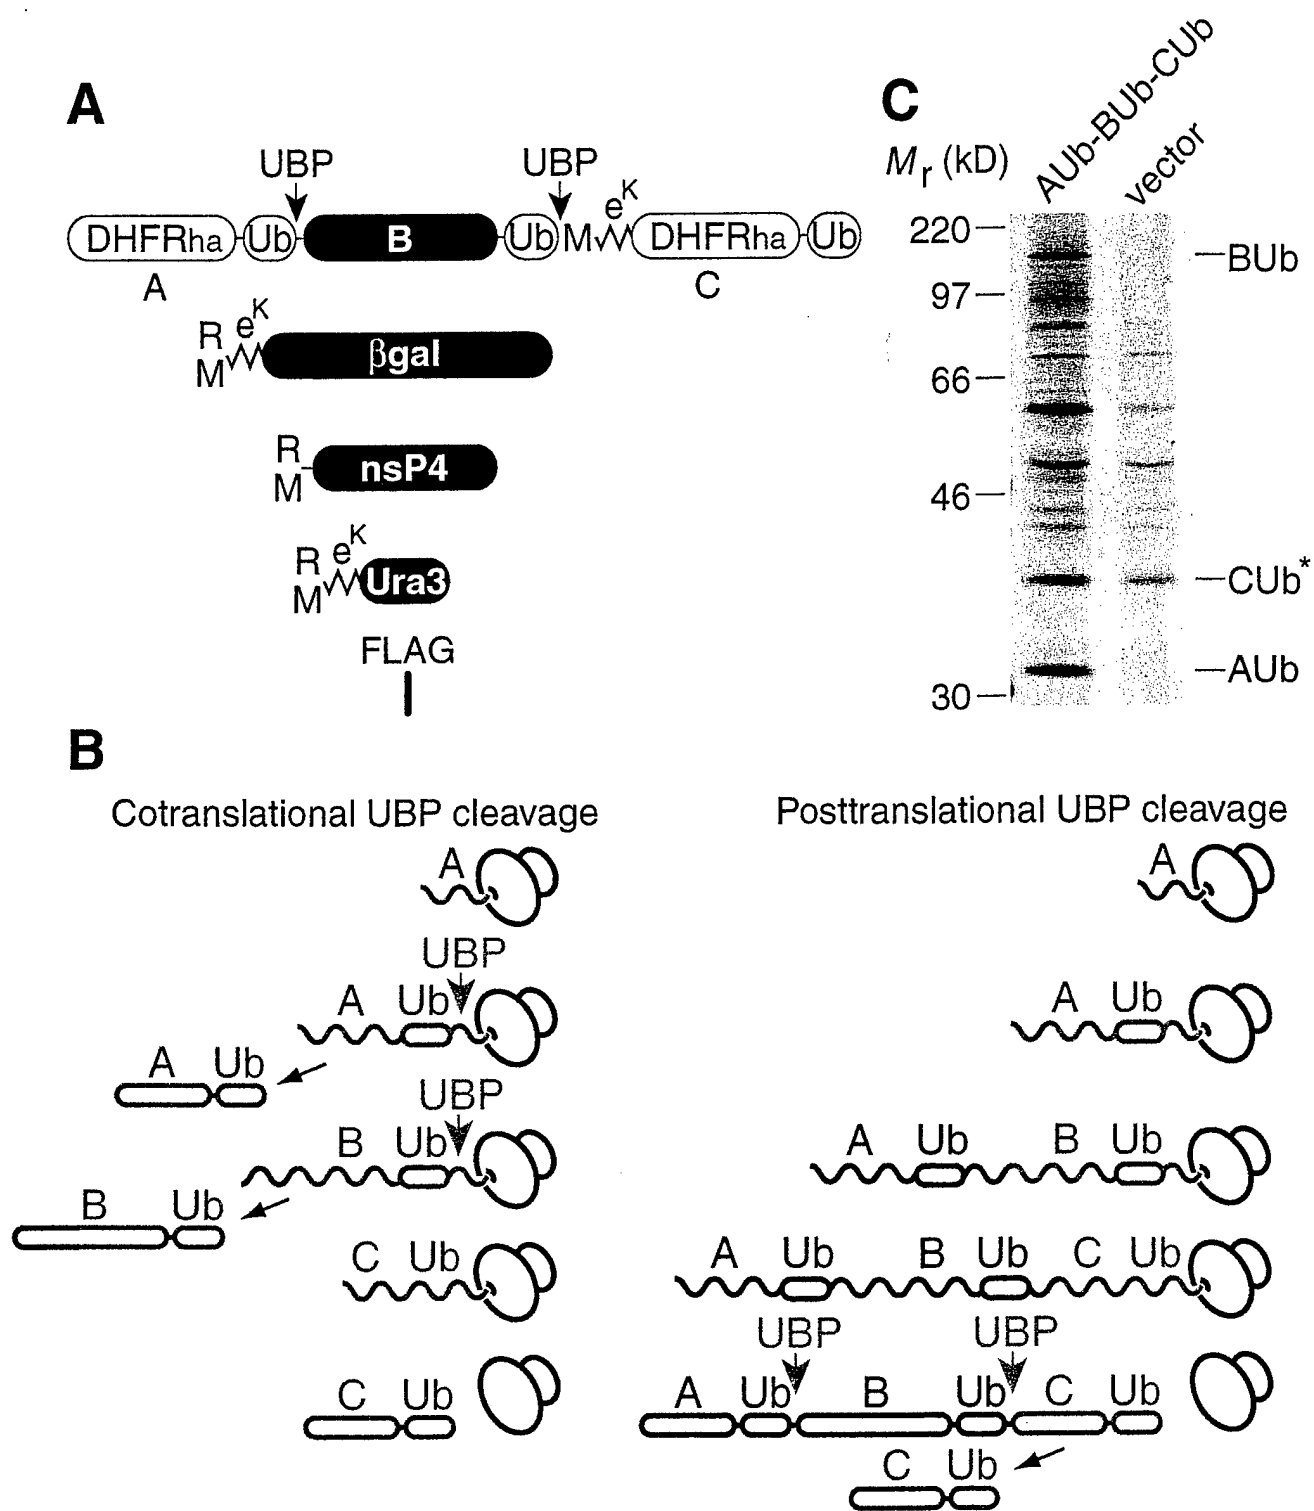 A
UBP UBP
e^K
DHFRha Ub B Ub M DHFRha Ub
A C
R e^K
M βgal
R
M nsP4
R e^K
M Ura3
FLAG
C
AUb-BUb-CUb
vector
M_r (kD)
220
BUb
97
66
46
CUb*
AUb
30
B
Cotranslational UBP cleavage
A
UBP
A Ub
A Ub
UBP
B Ub
B Ub
C Ub
C Ub
Posttranslational UBP cleavage
A
A Ub
A Ub B Ub
A Ub B Ub C Ub
UBP UBP
A Ub B Ub C Ub
C Ub